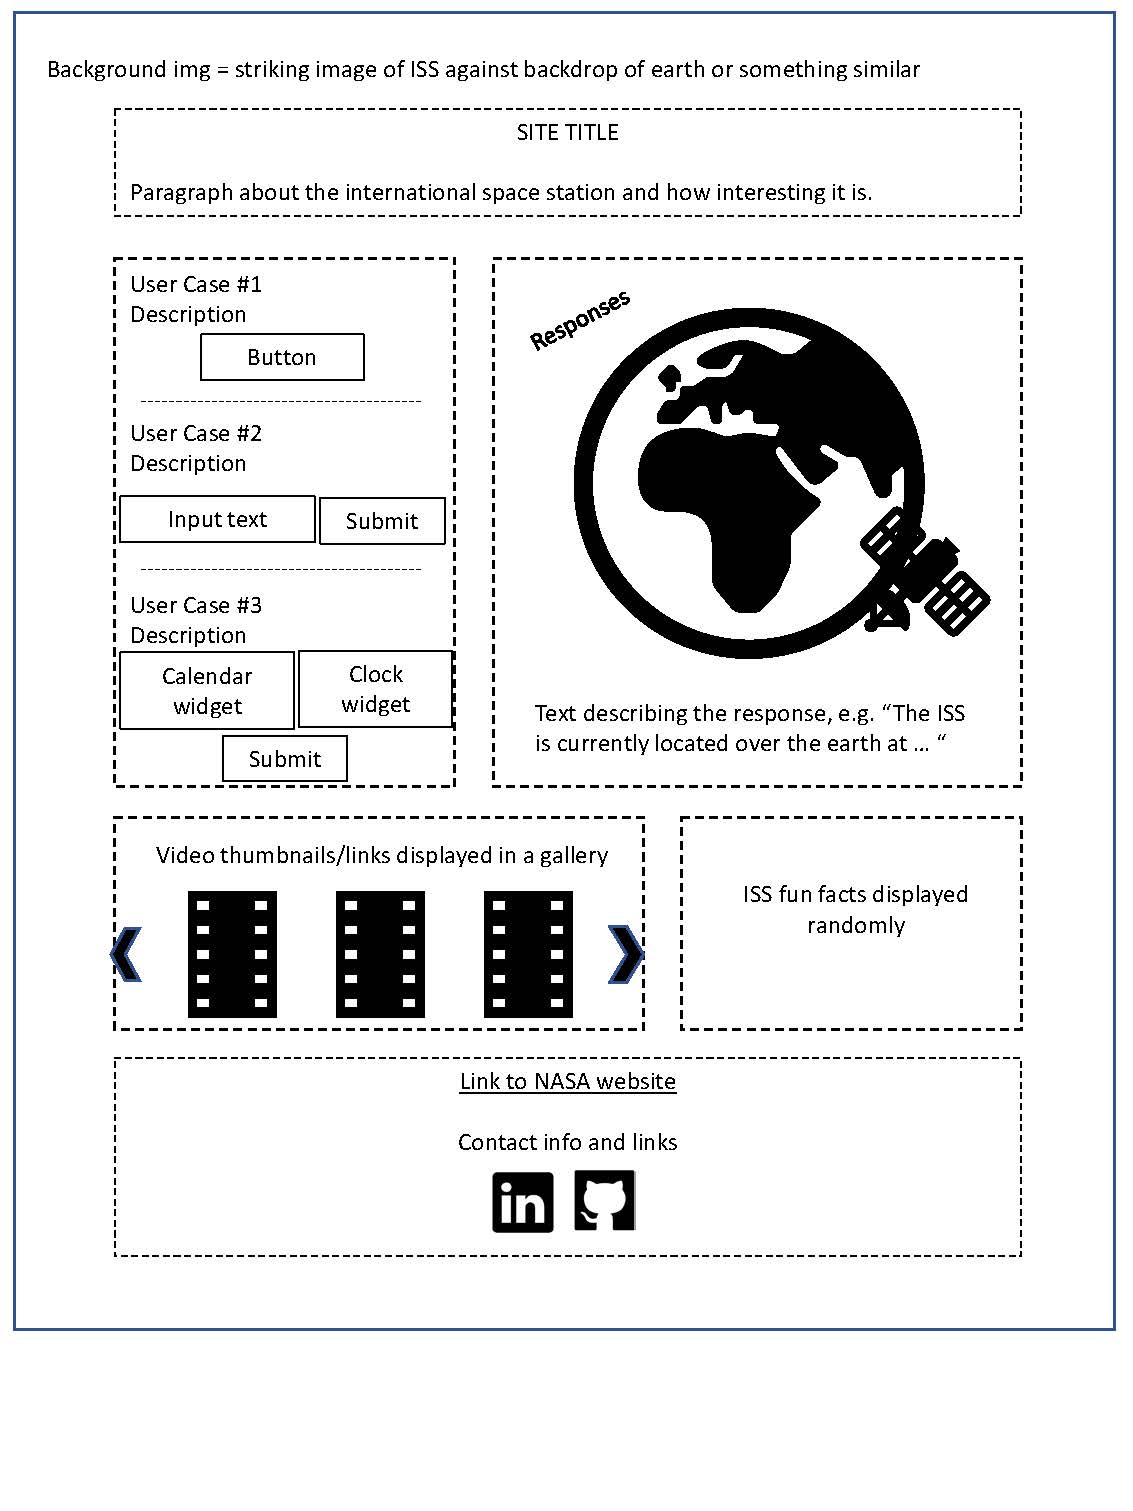 Background img = striking image of ISS against backdrop of earth or something similar
SITE TITLE
Paragraph about the international space station and how interesting it is.
User Case #1
Description
Button
User Case #2
Description
Input text
Submit
User Case #3
Description
Calendar
widget
Clock
widget
Submit
Responses
Text describing the response, e.g. “The ISS
is currently located over the earth at … “
Video thumbnails/links displayed in a gallery
ISS fun facts displayed
randomly
Link to NASA website
Contact info and links
in